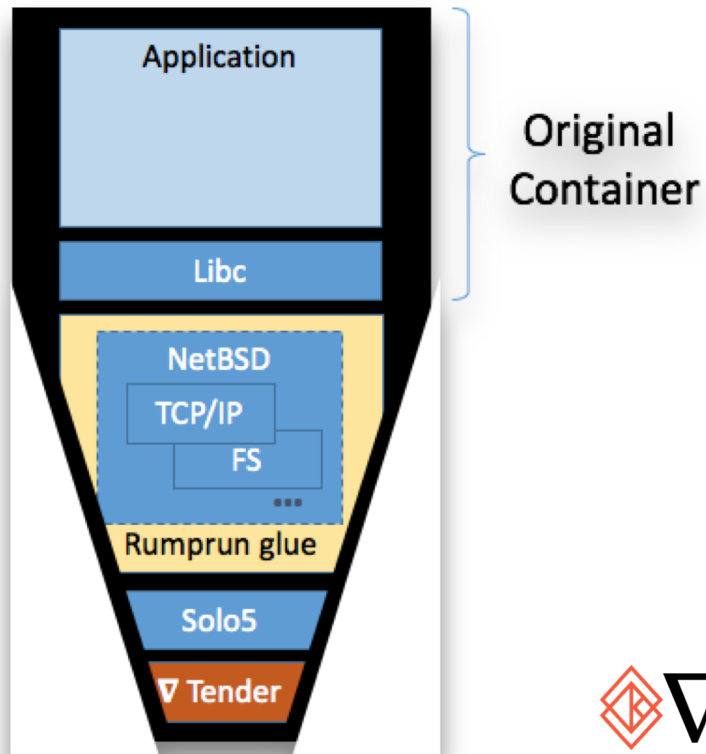 Application
Original
Container
Libc
NetBSD
TCP/IP
FS
...
Rumprun glue
Solo5
∇ Tender
∇